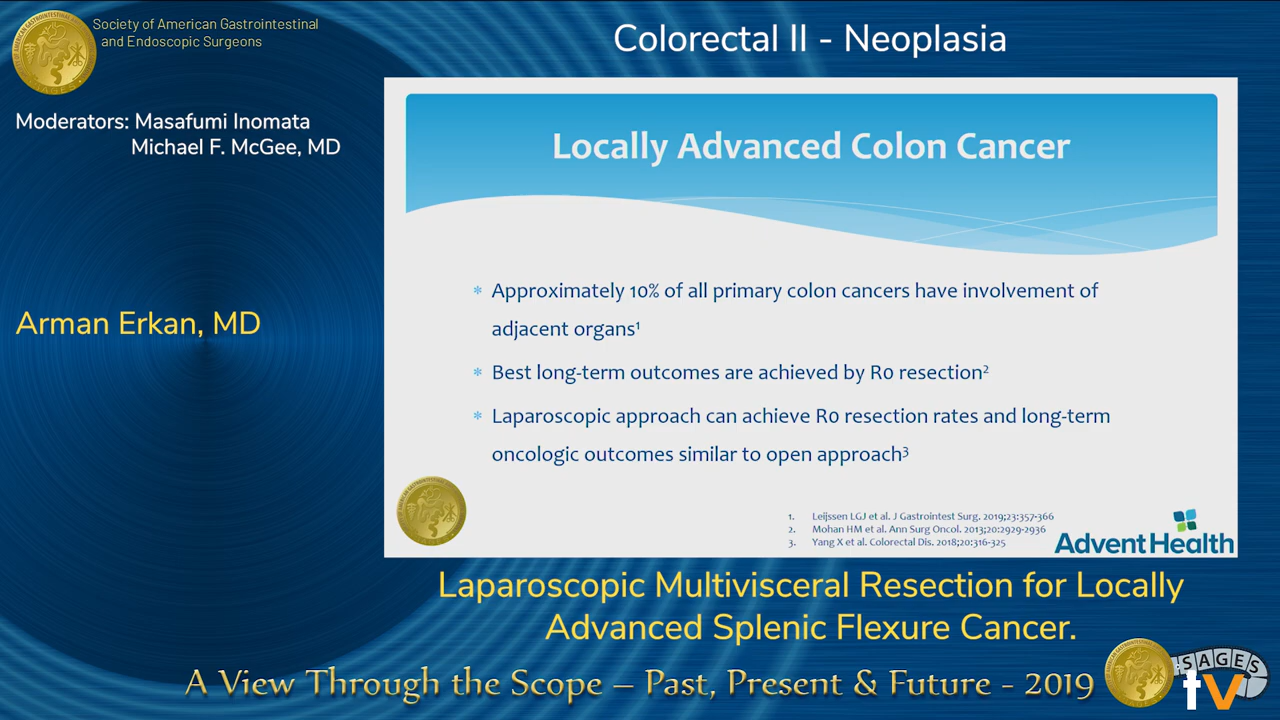 Society of American Gastrointestinal
and Endoscopic Surgeons
Colorectal II - Neoplasia
Moderators: Masafumi Inomata
Michael F. McGee, MD
Arman Erkan, MD
Locally Advanced Colon Cancer
* Approximately 10% of all primary colon cancers have involvement of
adjacent organs¹
* Best long-term outcomes are achieved by R0 resection²
* Laparoscopic approach can achieve R0 resection rates and long-term
oncologic outcomes similar to open approach³
1. Leijssen LGJ et al. J Gastrointest Surg. 2019;23:357-366
2. Mohan HM et al. Ann Surg Oncol. 2013;20:2929-2936
3. Yang X et al. Colorectal Dis. 2018;20:316-325
Advent Health
Laparoscopic Multivisceral Resection for Locally
Advanced Splenic Flexure Cancer.
A View Through the Scope – Past, Present & Future - 2019
SAGES
tv